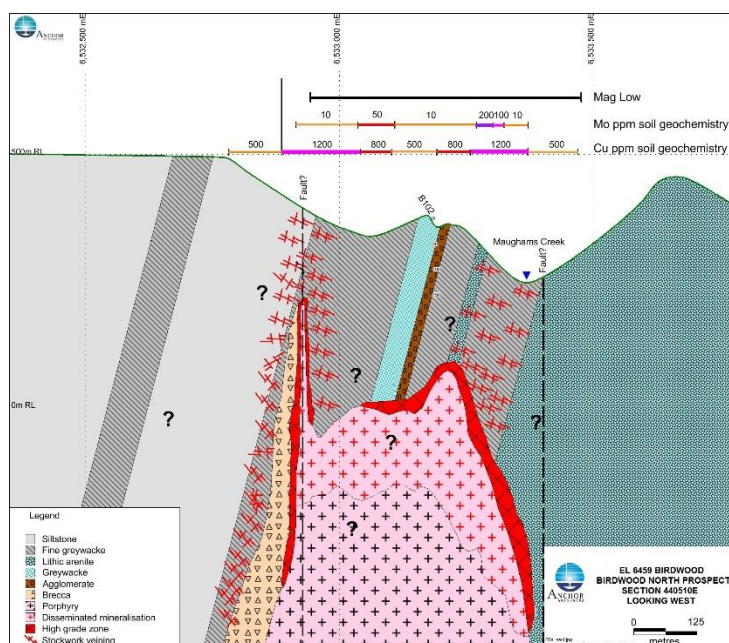 ANCHOR
6,532,500 mE
6,533,000 mE
6,533,500 mE
Mag Low
10 50 10 200 100 10
Mo ppm soil geochemistry
500 1200 800 500 800 1200 500
Cu ppm soil geochemistry
500m RL
Fault?
B102
Maughams Creek
Fault?
?
?
?
?
?
?
?
0m RL
Legend
Siltstone
Fine greywacke
Lithic arenite
Greywacke
Agglomerate
Brecca
Porphyry
Disseminated mineralisation
High grade zone
Stockwork veining
ANCHOR
EL 6459 BIRDWOOD
BIRDWOOD NORTH PROSPECT
SECTION 440510E
LOOKING WEST
0 125
metres